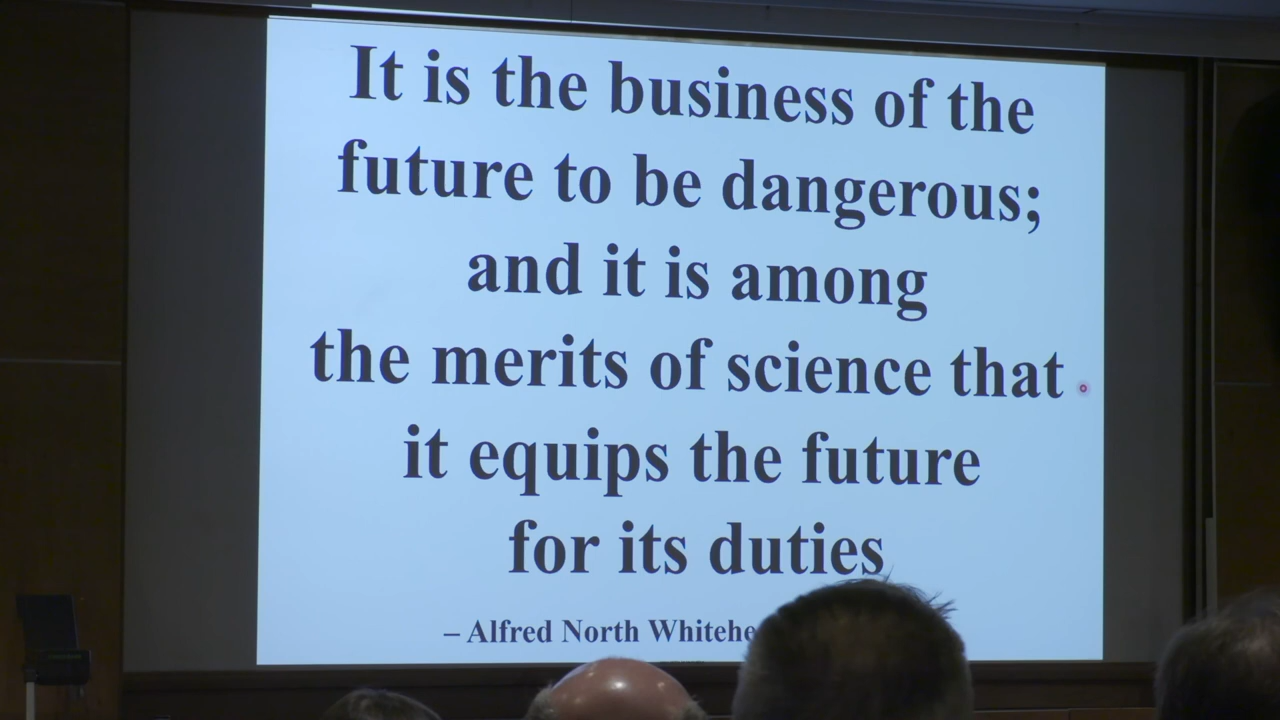 It is the business of the
future to be dangerous;
and it is among
the merits of science that
it equips the future
for its duties
– Alfred North Whitehe